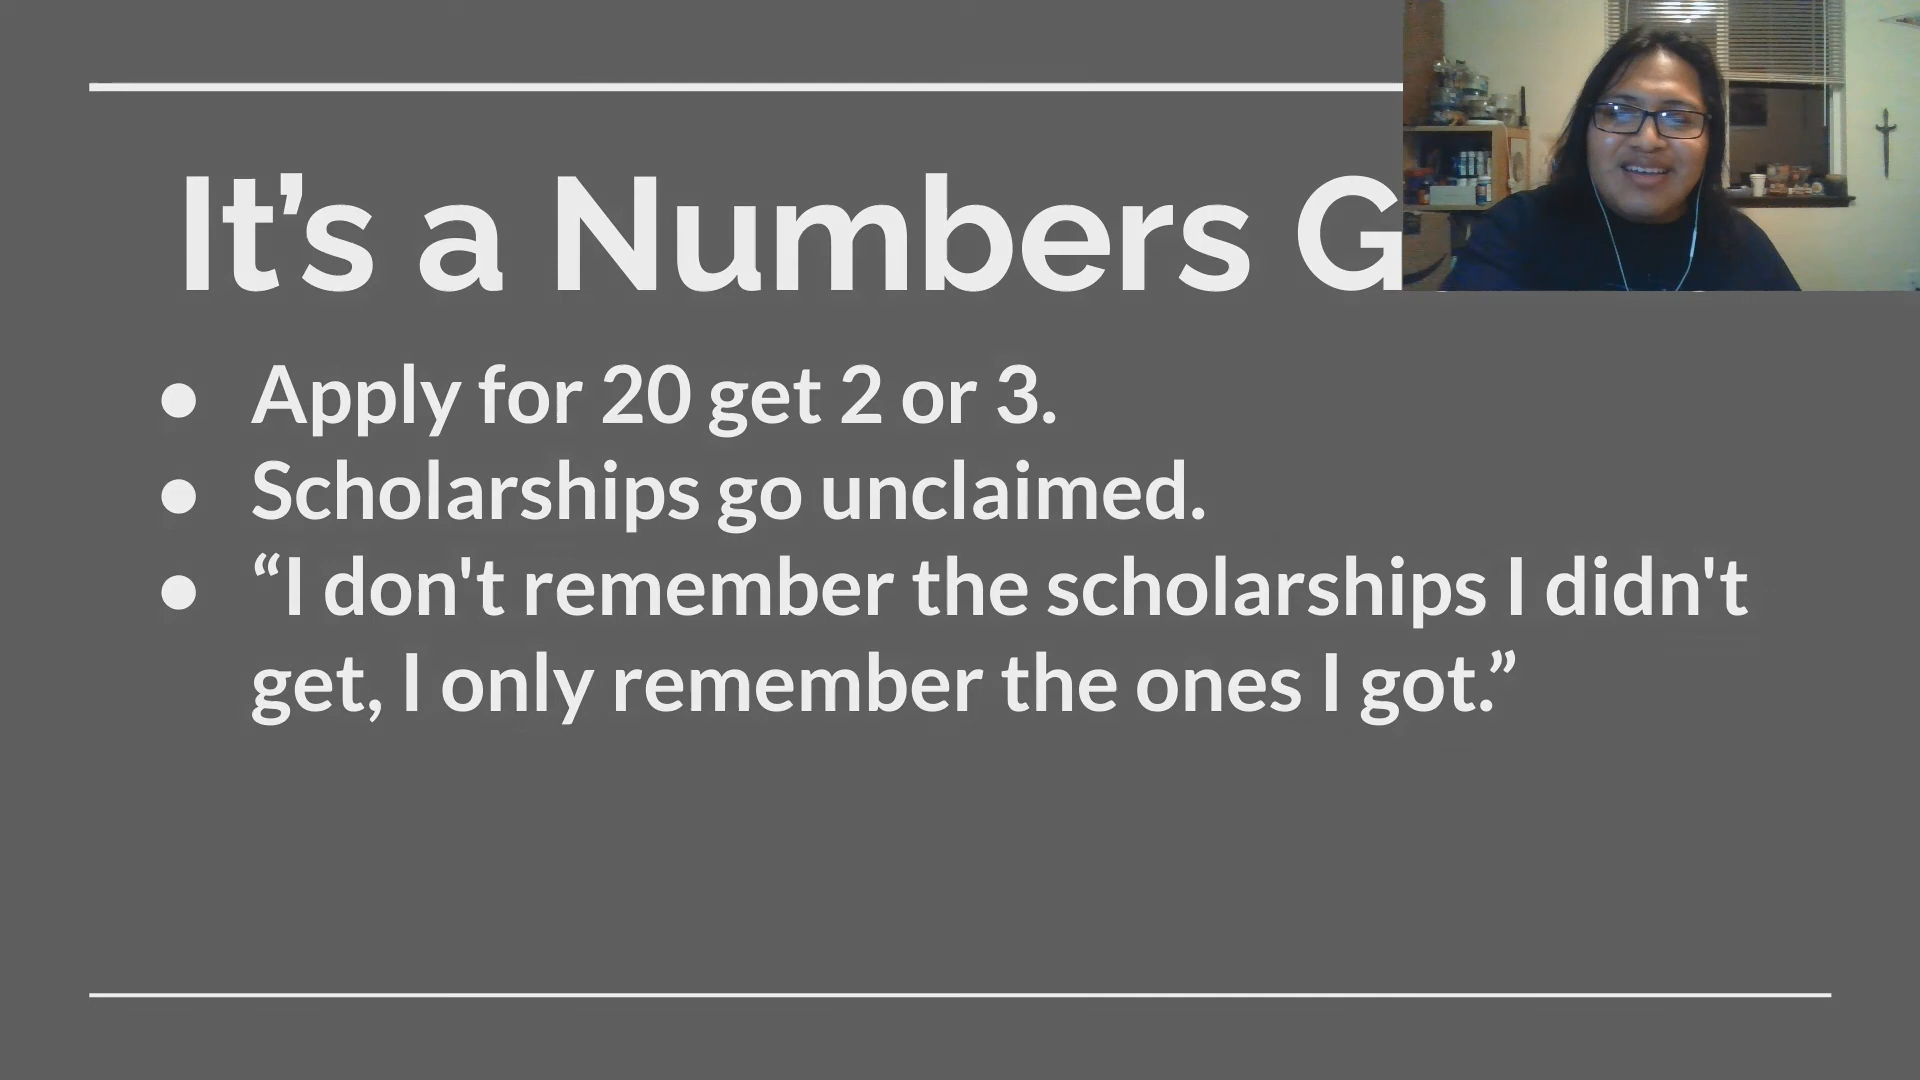 It’s a Numbers G
● Apply for 20 get 2 or 3.
● Scholarships go unclaimed.
● “I don't remember the scholarships I didn't
get, I only remember the ones I got.”